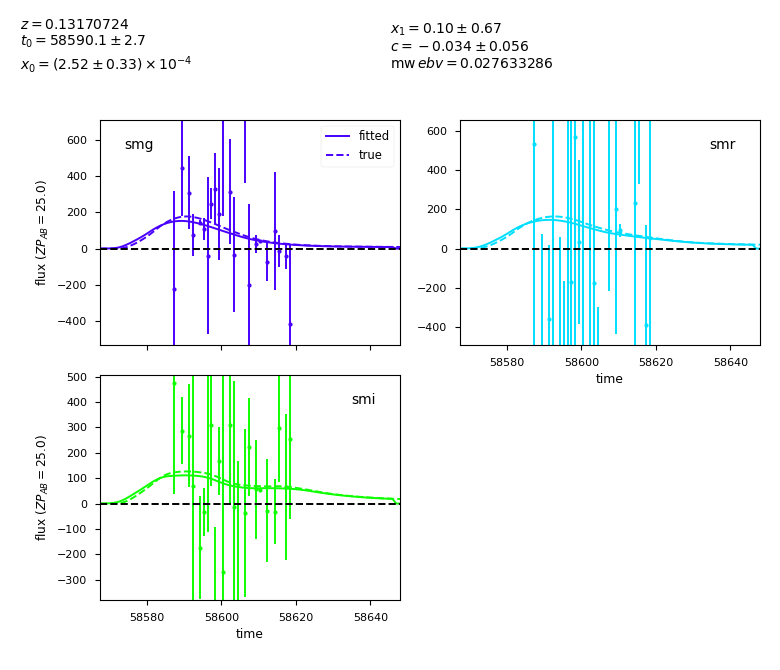 z = 0.13170724
t₀ = 58590.1 ± 2.7
x₀ = (2.52 ± 0.33) × 10⁻⁴
x₁ = 0.10 ± 0.67
c = −0.034 ± 0.056
mw ebv = 0.027633286
smg
fitted
true
600
400
200
0
−200
−400
flux (ZP_AB = 25.0)
smr
600
400
200
0
−200
−400
58580 58600 58620 58640
time
smi
500
400
300
200
100
0
−100
−200
−300
flux (ZP_AB = 25.0)
58580 58600 58620 58640
time